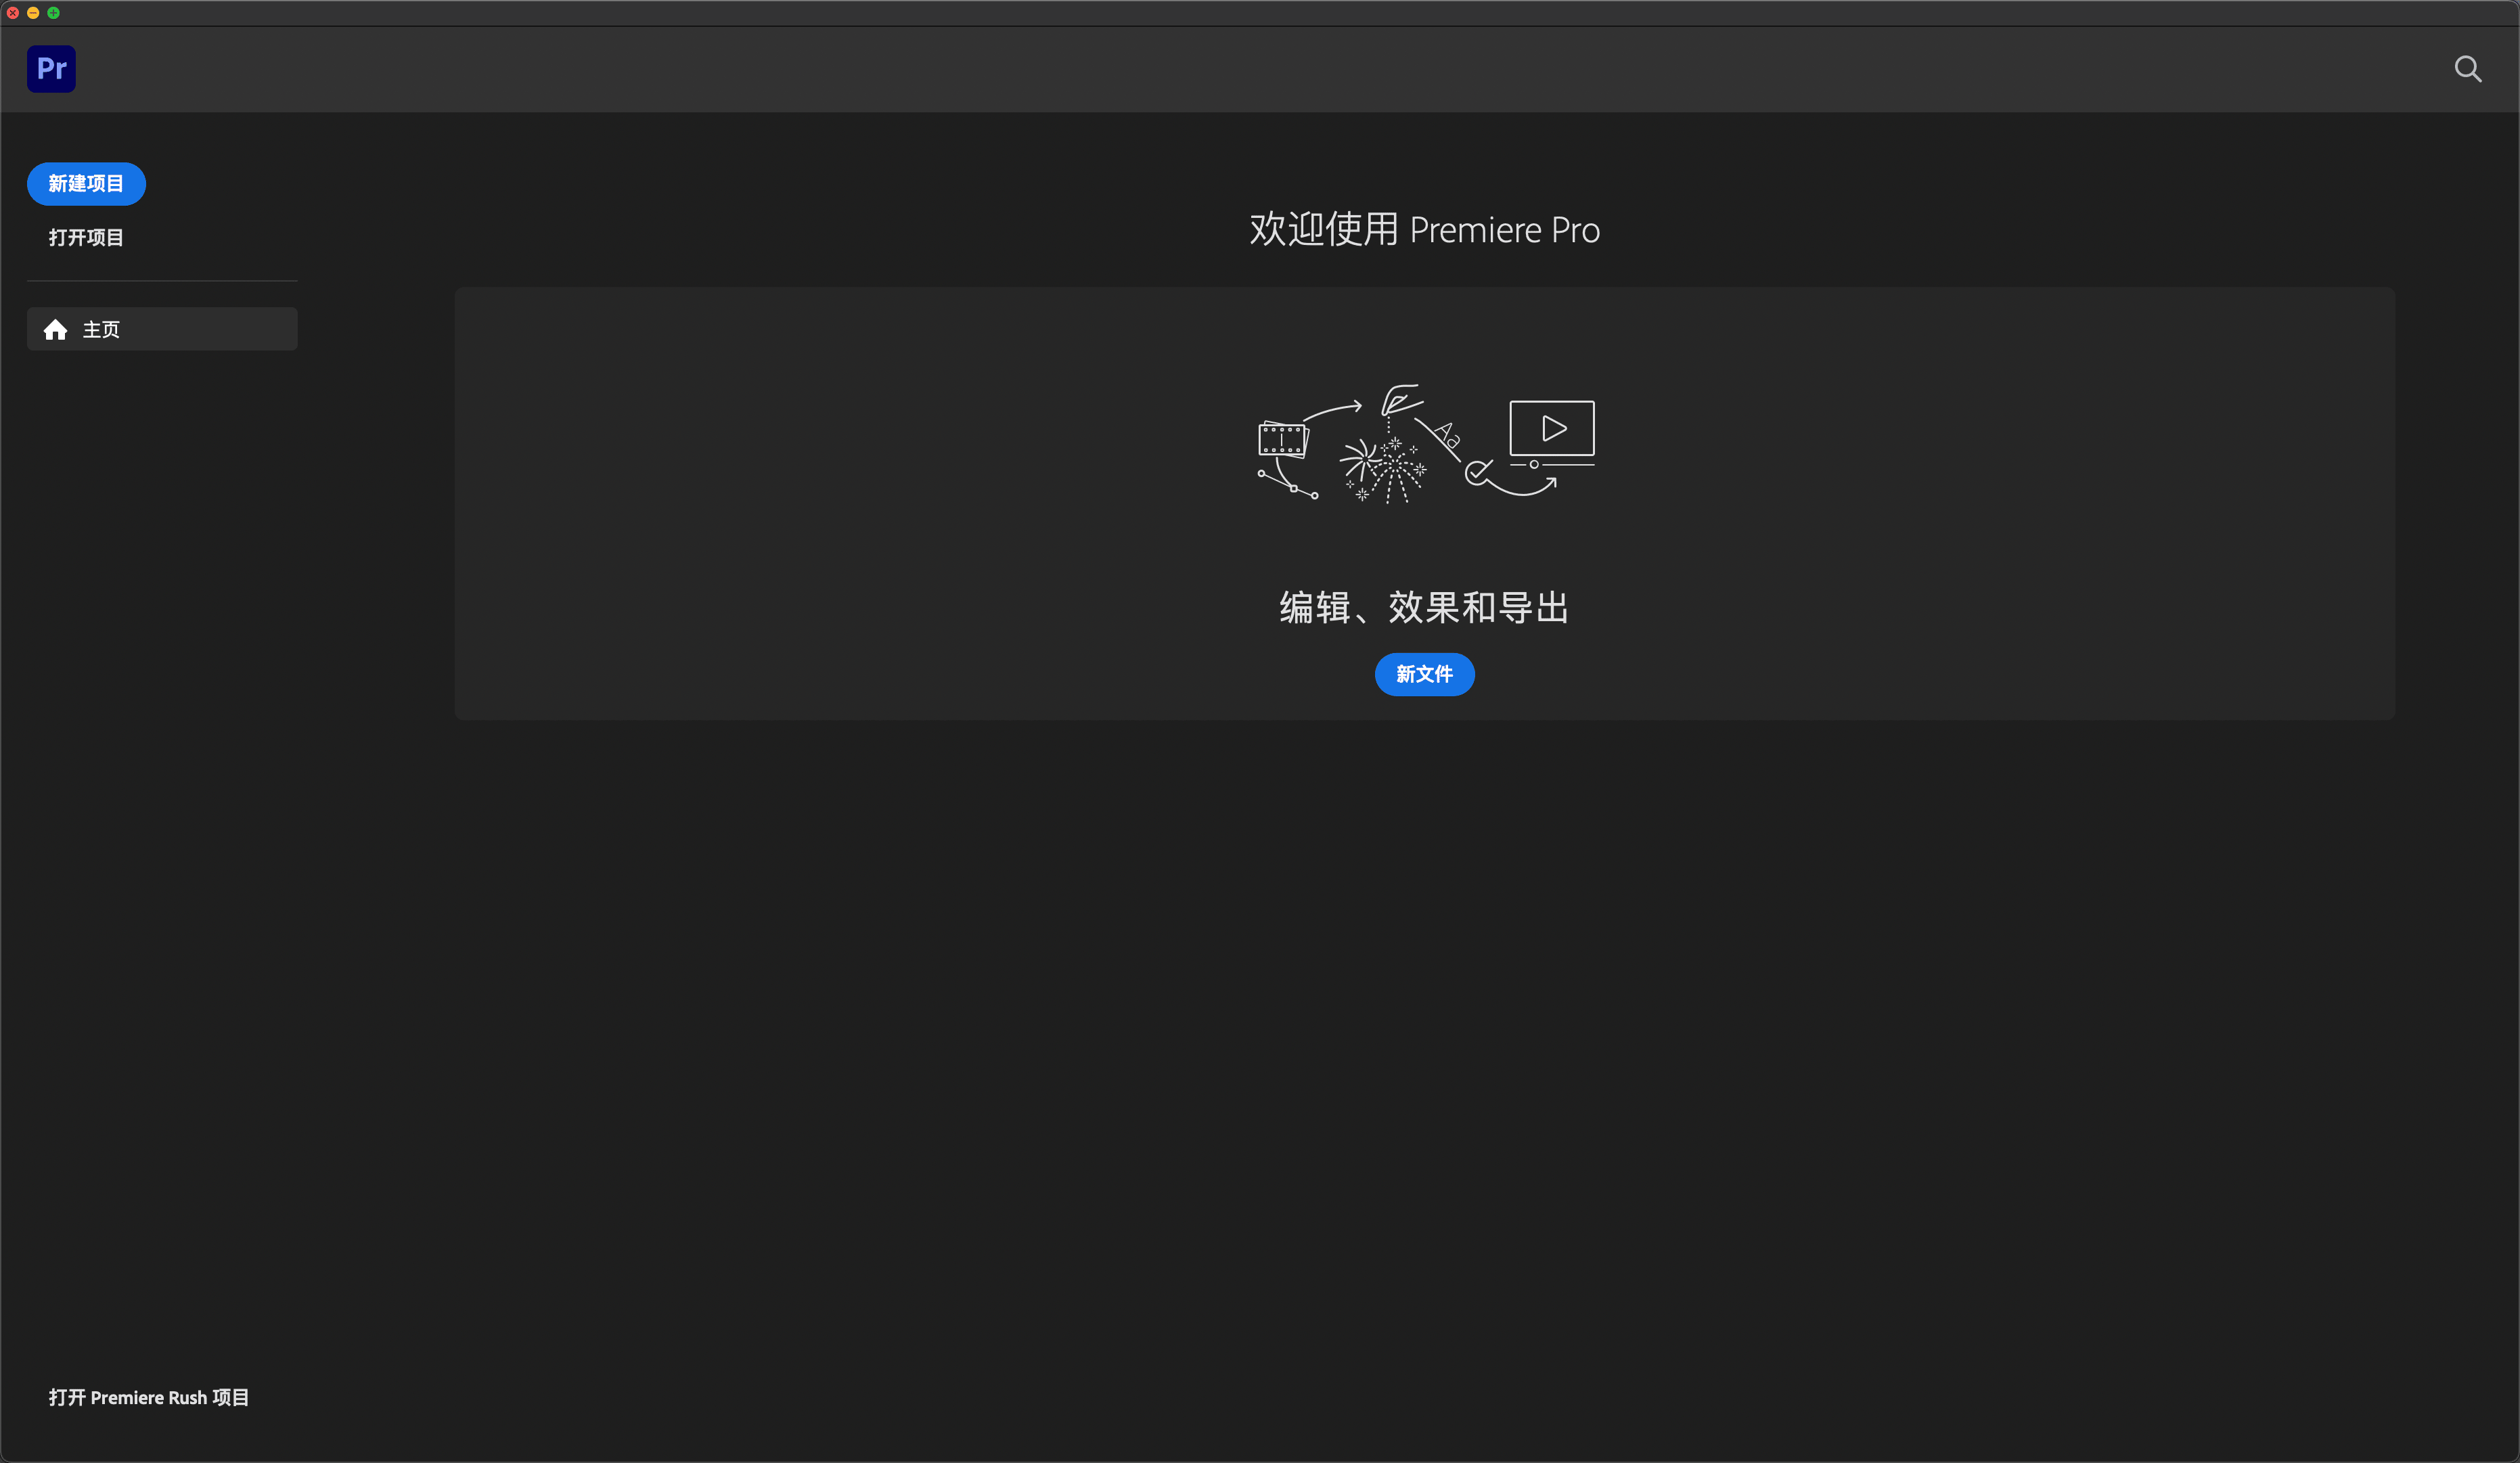 Pr
新建项目
打开项目
主页
欢迎使用 Premiere Pro
Aa
编辑、效果和导出
新文件
打开 Premiere Rush 项目